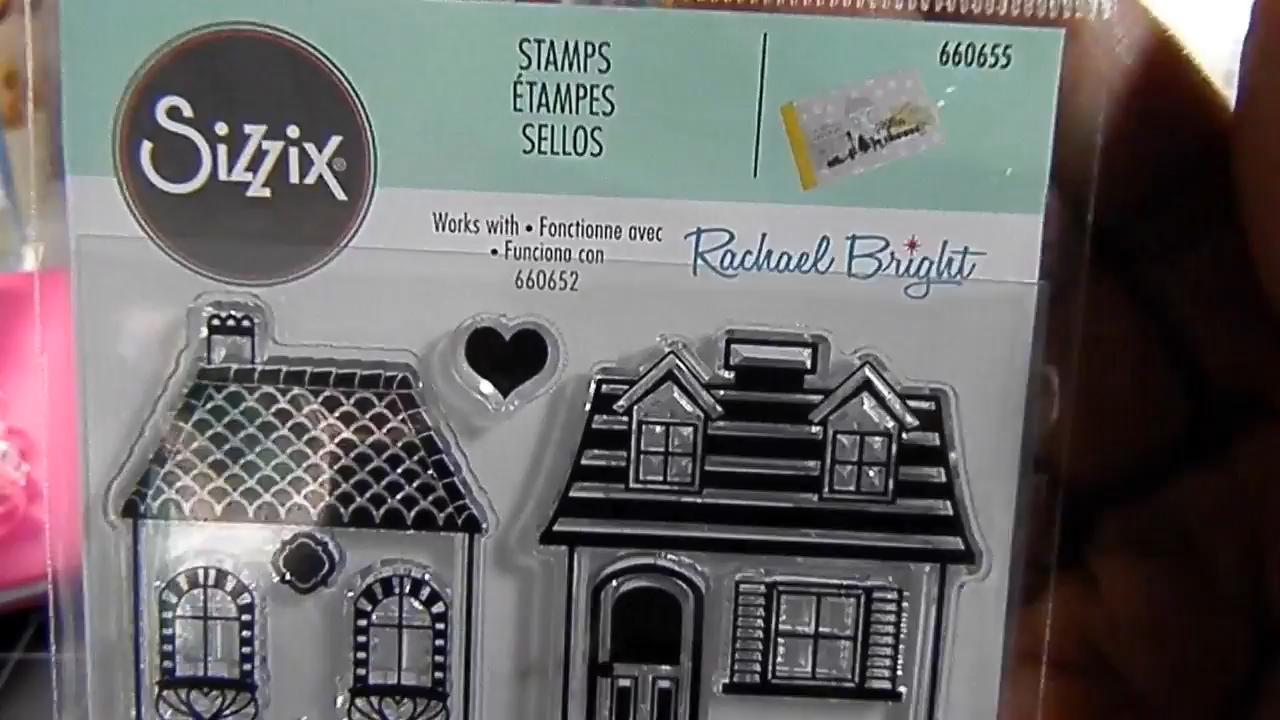 Sizzix
STAMPS
ÉTAMPES
SELLOS
660655
Works with • Fonctionne avec
• Funciona con
660652
Rachael Bright